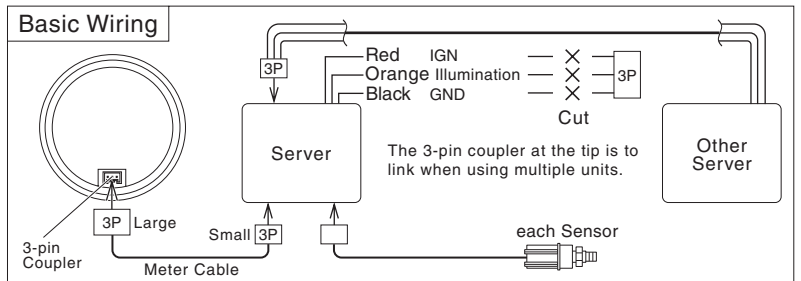 Basic Wiring
3P
Red IGN
Orange Illumination
Black GND
3P
Cut
Server
The 3-pin coupler at the tip is to
link when using multiple units.
Other
Server
3P Large
3-pin
Coupler
Small 3P
Meter Cable
each Sensor